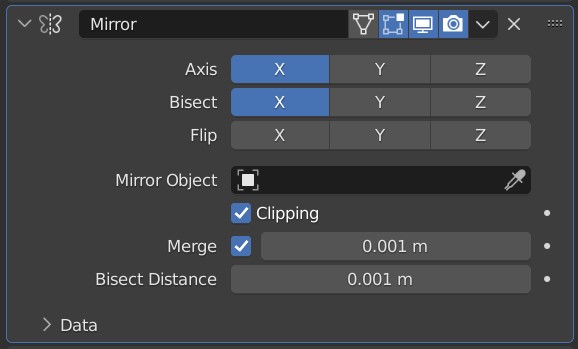 Mirror
Axis X Y Z
Bisect X Y Z
Flip X Y Z
Mirror Object
Clipping
Merge 0.001 m
Bisect Distance 0.001 m
Data